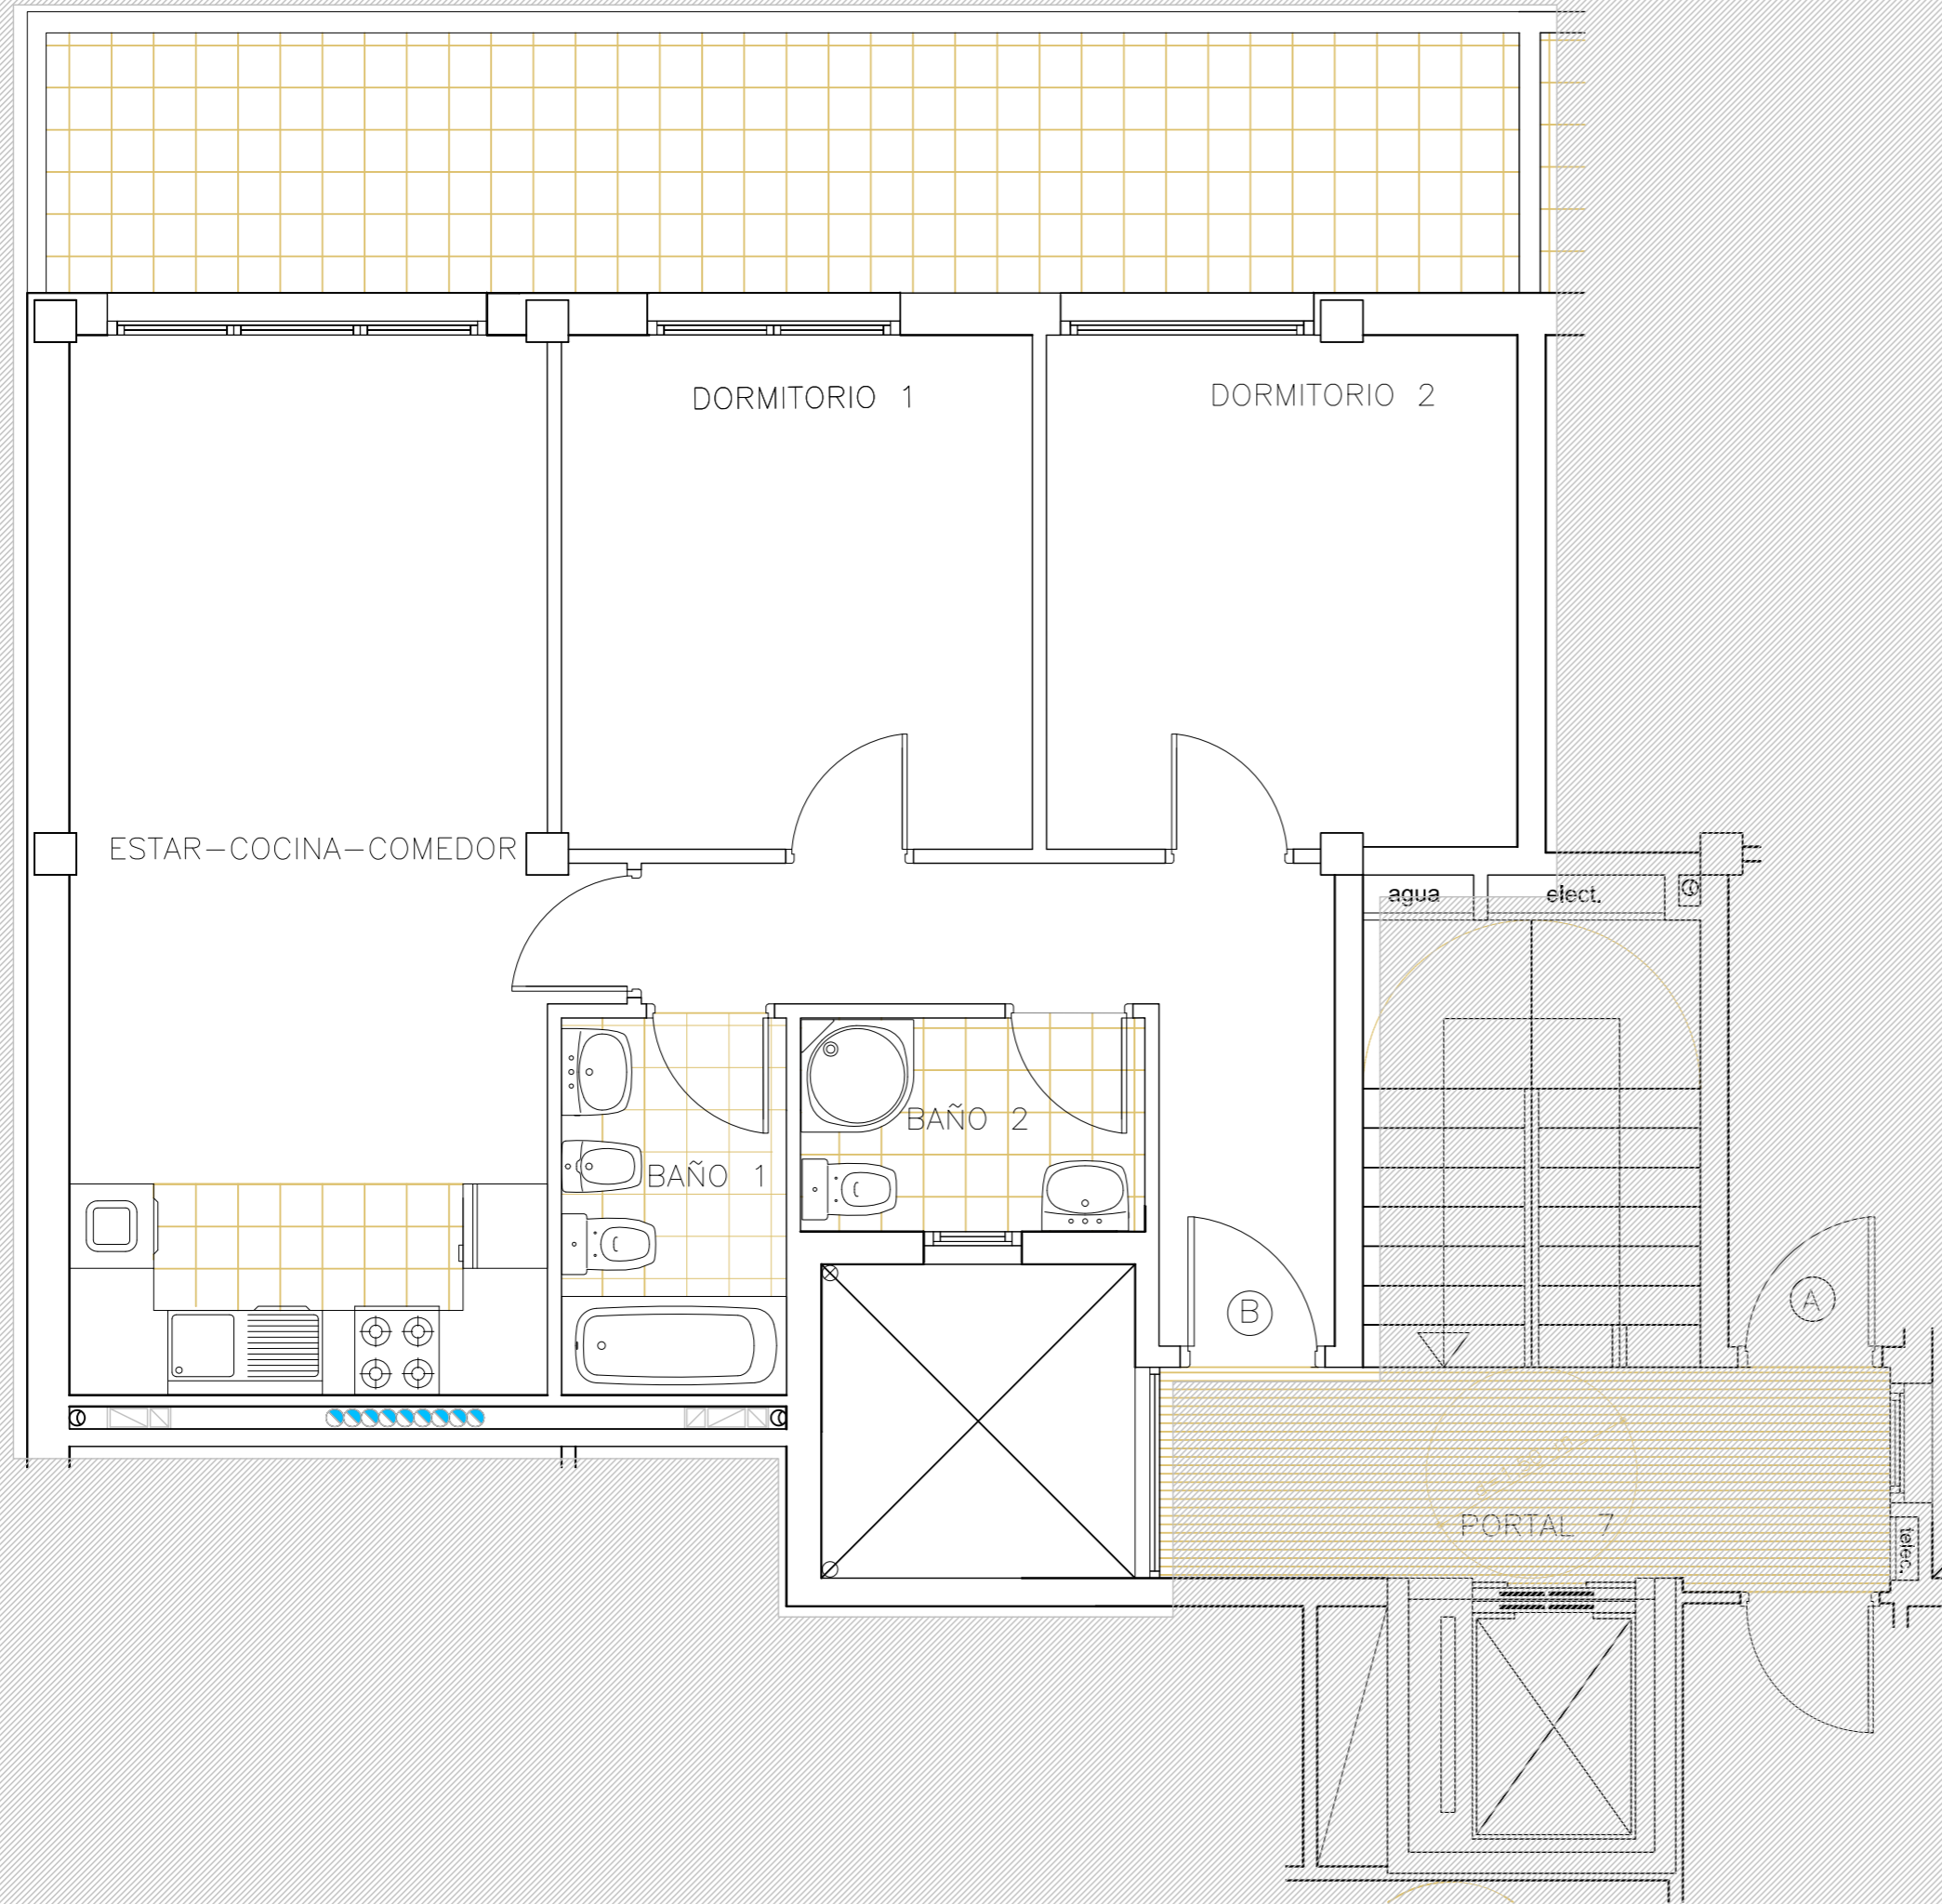 DORMITORIO 1
DORMITORIO 2
ESTAR-COCINA-COMEDOR
agua
elect.
BAÑO 2
BAÑO 1
B
A
PORTAL 7
telec.